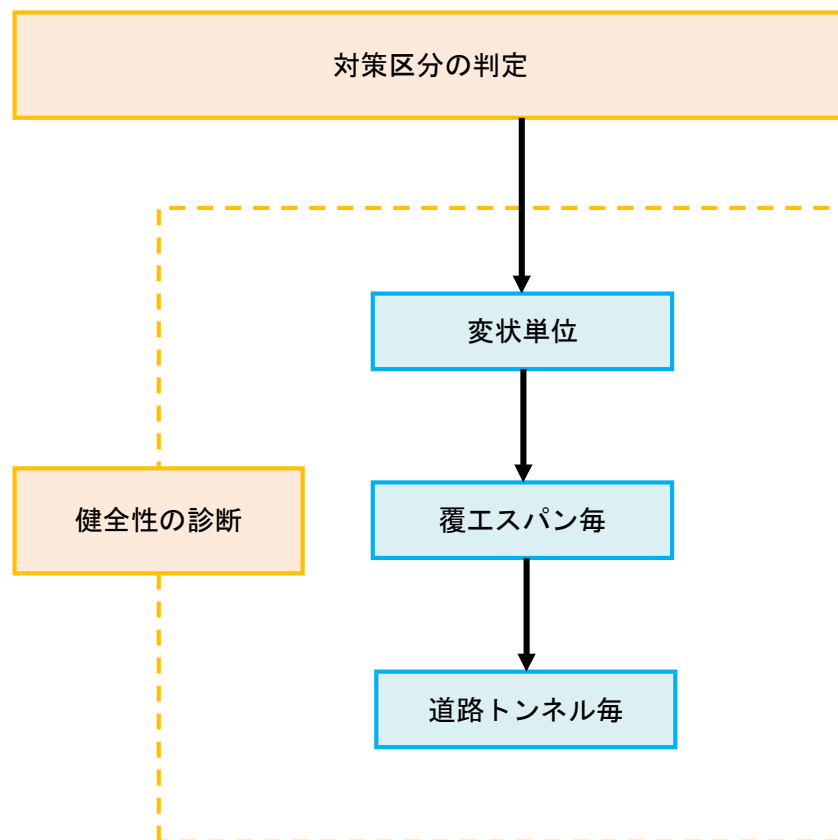 対策区分の判定
変状単位
覆工スパン毎
健全性の診断
道路トンネル毎